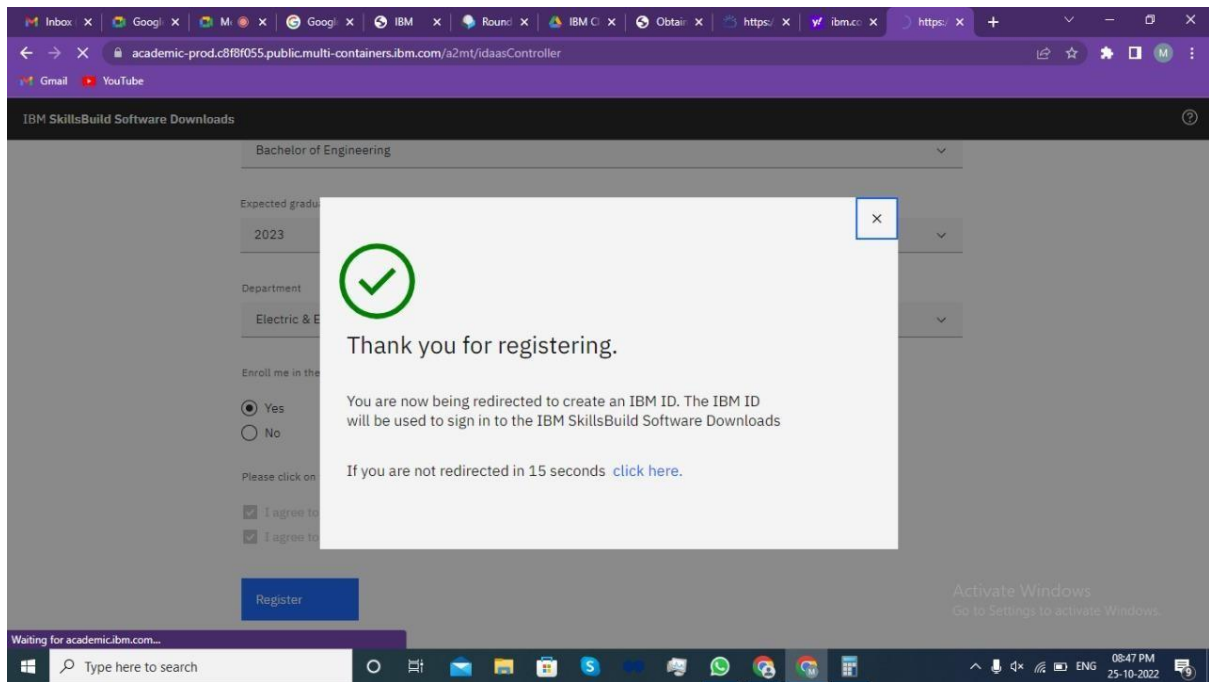 Inbox
Googl
M
Googl
IBM
Round
IBM C
Obtain
https:/
ibm.co
https:/
academic-prod.c8f8f055.public.multi-containers.ibm.com/a2mt/idaasController
M
Gmail
YouTube
IBM SkillsBuild Software Downloads
Bachelor of Engineering
Expected gradu
2023
Department
Electric & E
Enroll me in the
Yes
No
Please click on
I agree to
I agree to
Register
Thank you for registering.
You are now being redirected to create an IBM ID. The IBM ID
will be used to sign in to the IBM SkillsBuild Software Downloads
If you are not redirected in 15 seconds click here.
Activate Windows
Go to Settings to activate Windows.
Waiting for academic.ibm.com...
Type here to search
ENG
08:47 PM
25-10-2022
9